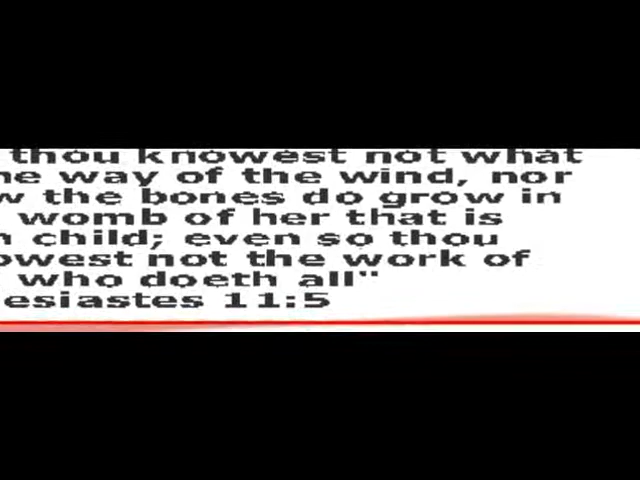 thou knowest not what
he way of the wind, nor
w the bones do grow in
womb of her that is
h child; even so thou
owest not the work of
who doeth all"
esiastes 11:5